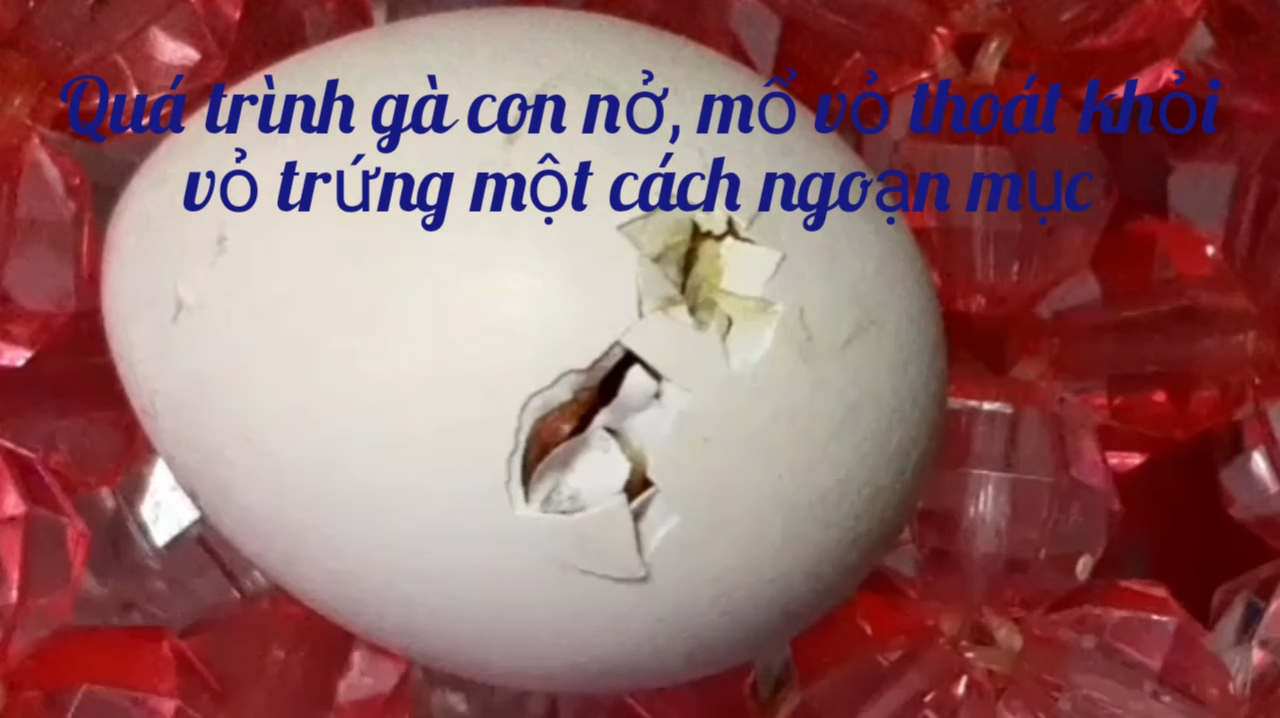 Quá trình gà con nở, mổ vỏ thoát khỏi
vỏ trứng một cách ngoạn mục